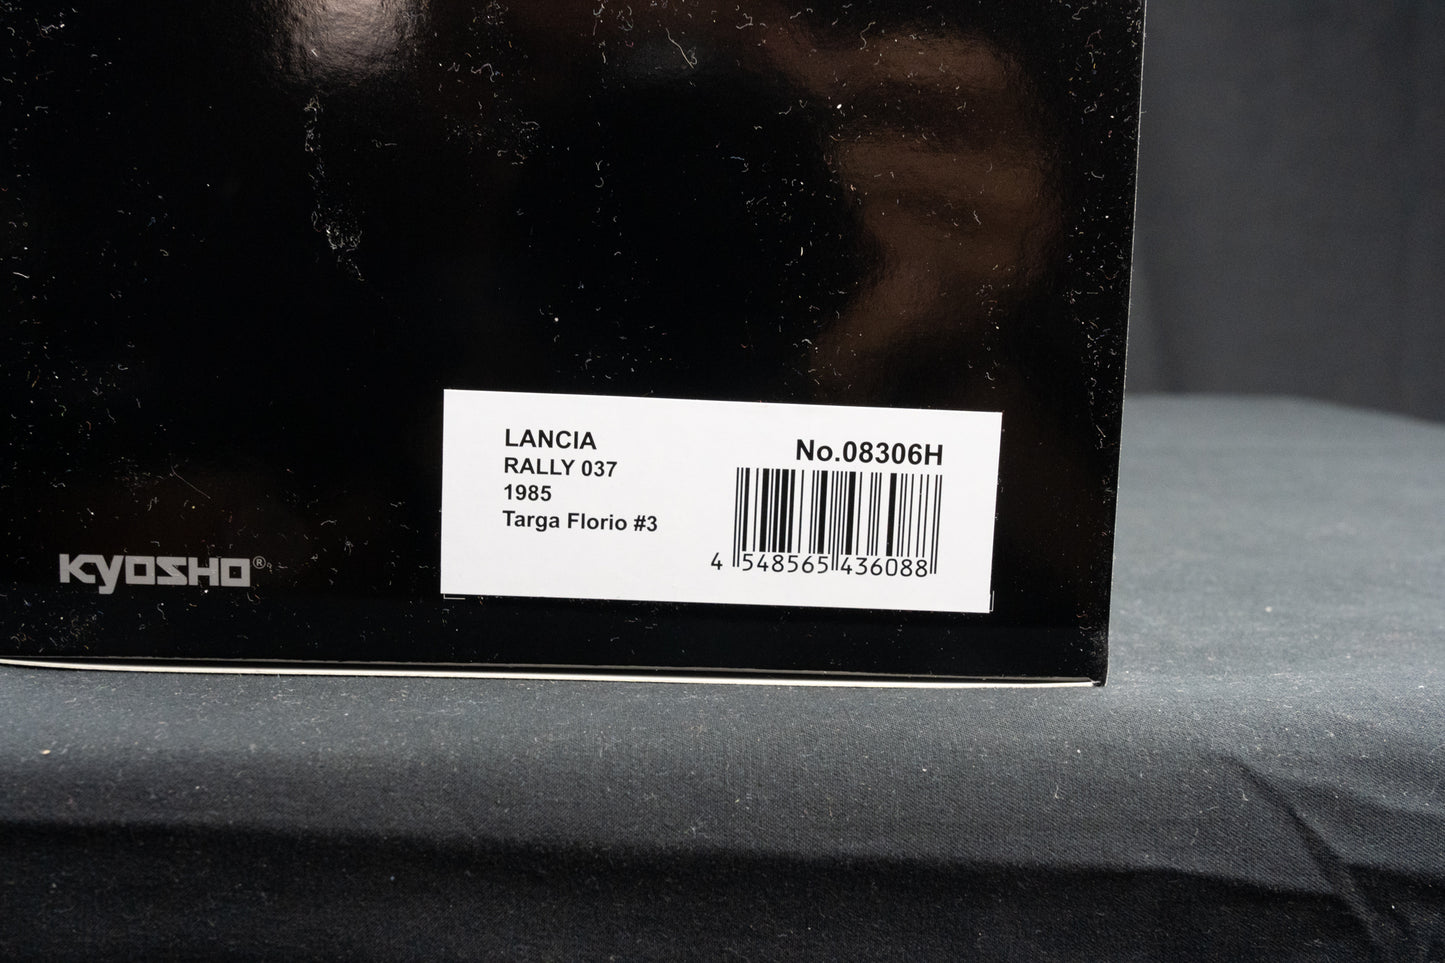 LANCIA
RALLY 037
1985
Targa Florio #3
No.08306H
4 548565 436088
KYOSHO®